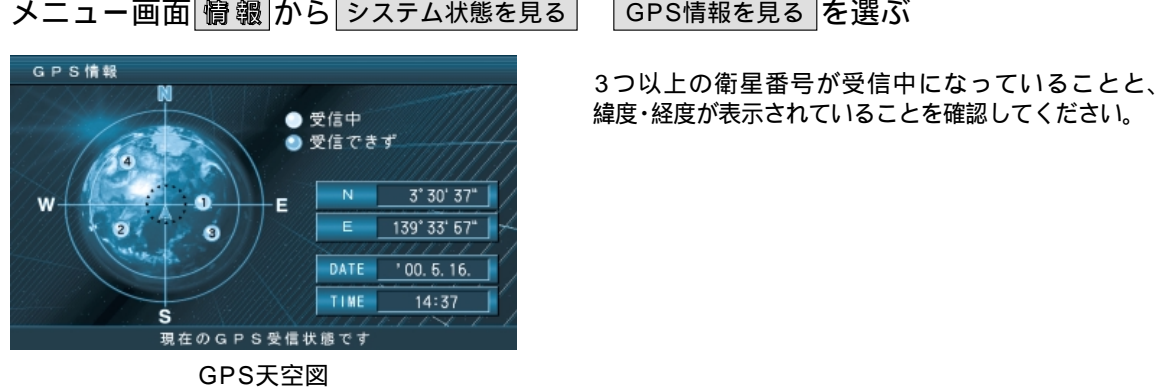 メニュー画面 情報 から システム状態を見る GPS情報を見る を選ぶ
GPS情報
N
受信中
受信できず
4
W
1
E
2
3
S
N 3°30'37"
E 139°33'67"
DATE '00. 5. 16.
TIME 14:37
現在のGPS受信状態です
GPS天空図
3つ以上の衛星番号が受信中になっていることと、
緯度・経度が表示されていることを確認してください。